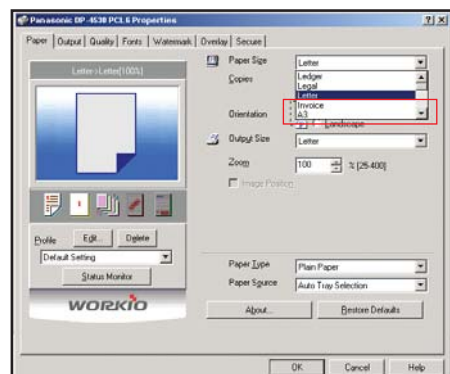 Panasonic DP-4530 PCL 6 Properties
Paper Output Quality Fonts Watermark Overlay Secure
Letter > Letter[100%]
Paper Size Letter
Ledger
Legal
Letter
Invoice
A3
Copies
Orientation Landscape
Output Size Letter
Zoom 100 % [25-400]
Image Position
Profile Edit... Delete
Default Setting
Status Monitor
WORKiO
Paper Type Plain Paper
Paper Source Auto Tray Selection
About... Restore Defaults
OK Cancel Help